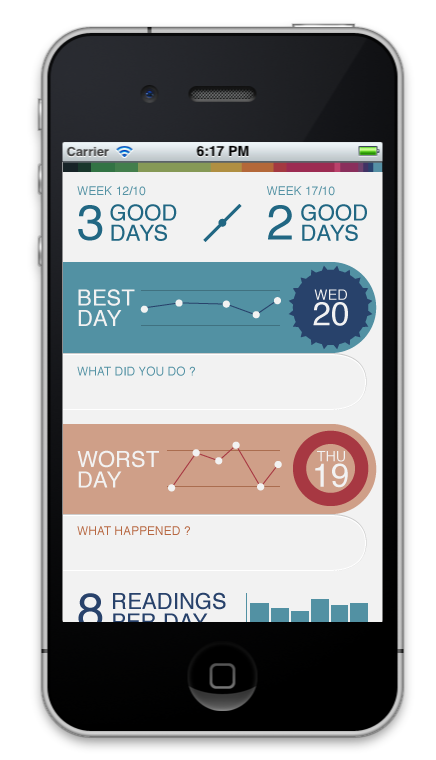 Carrier 6:17 PM
WEEK 12/10
3 GOOD DAYS
WEEK 17/10
2 GOOD DAYS
BEST DAY
WED 20
WHAT DID YOU DO ?
WORST DAY
THU 19
WHAT HAPPENED ?
8 READINGS
PER DAY